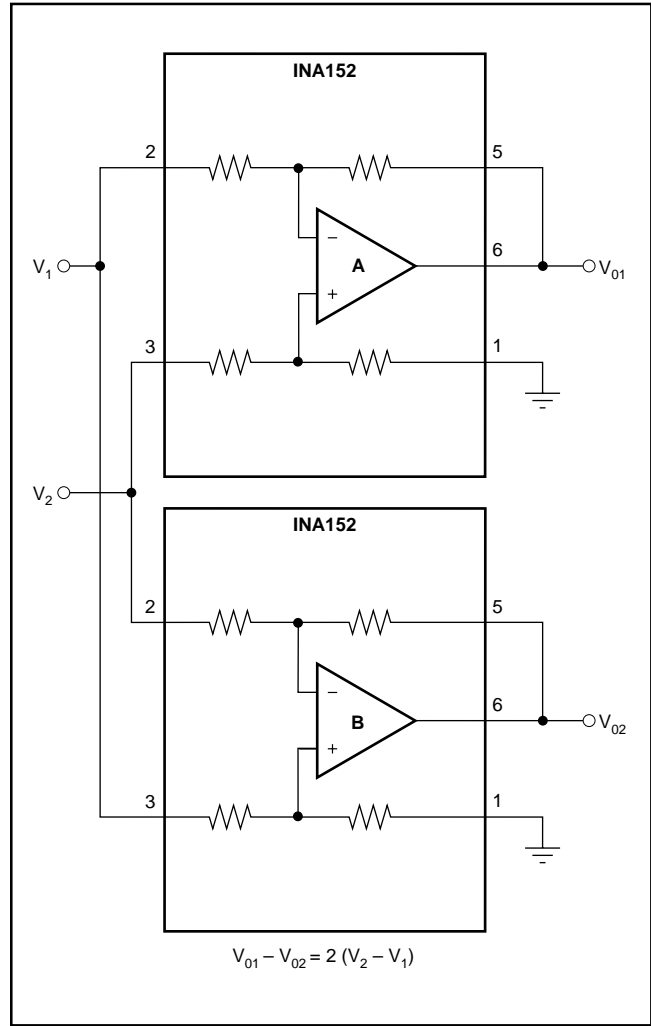 INA152
2
5
−
A
6
V₁
V₀₁
+
3
1
V₂
INA152
2
5
−
6
B
V₀₂
+
3
1
V₀₁ – V₀₂ = 2 (V₂ – V₁)